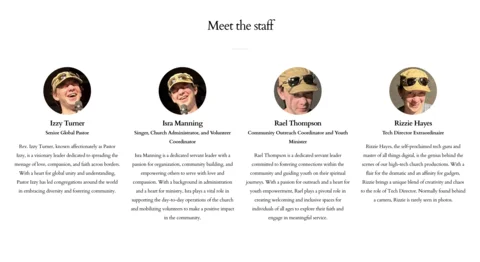 Meet the staff
Izzy Turner
Senior Global Pastor
Rev. Izzy Turner, known affectionately as Pastor
Izzy, is a visionary leader dedicated to spreading the
message of love, compassion, and faith across borders.
With a heart for global unity and understanding,
Pastor Izzy has led congregations around the world
in embracing diversity and fostering community.
Isra Manning
Singer, Church Administrator, and Volunteer
Coordinator
Isra Manning is a dedicated servant leader with a
passion for organization, community building, and
empowering others to serve with love and
compassion. With a background in administration
and a heart for ministry, Isra plays a vital role in
supporting the day-to-day operations of the church
and mobilizing volunteers to make a positive impact
in the community.
Rael Thompson
Community Outreach Coordinator and Youth
Minister
Rael Thompson is a dedicated servant leader
committed to fostering connections within the
community and guiding youth on their spiritual
journeys. With a passion for outreach and a heart for
youth empowerment, Rael plays a pivotal role in
creating welcoming and inclusive spaces for
individuals of all ages to explore their faith and
engage in meaningful service.
Rizzie Hayes
Tech Director Extraordinaire
Rizzie Hayes, the self-proclaimed tech guru and
master of all things digital, is the genius behind the
scenes of our high-tech church productions. With a
flair for the dramatic and an affinity for gadgets,
Rizzie brings a unique blend of creativity and chaos
to the role of Tech Director. Normally found behind
a camera, Rizzie is rarely seen in photos.